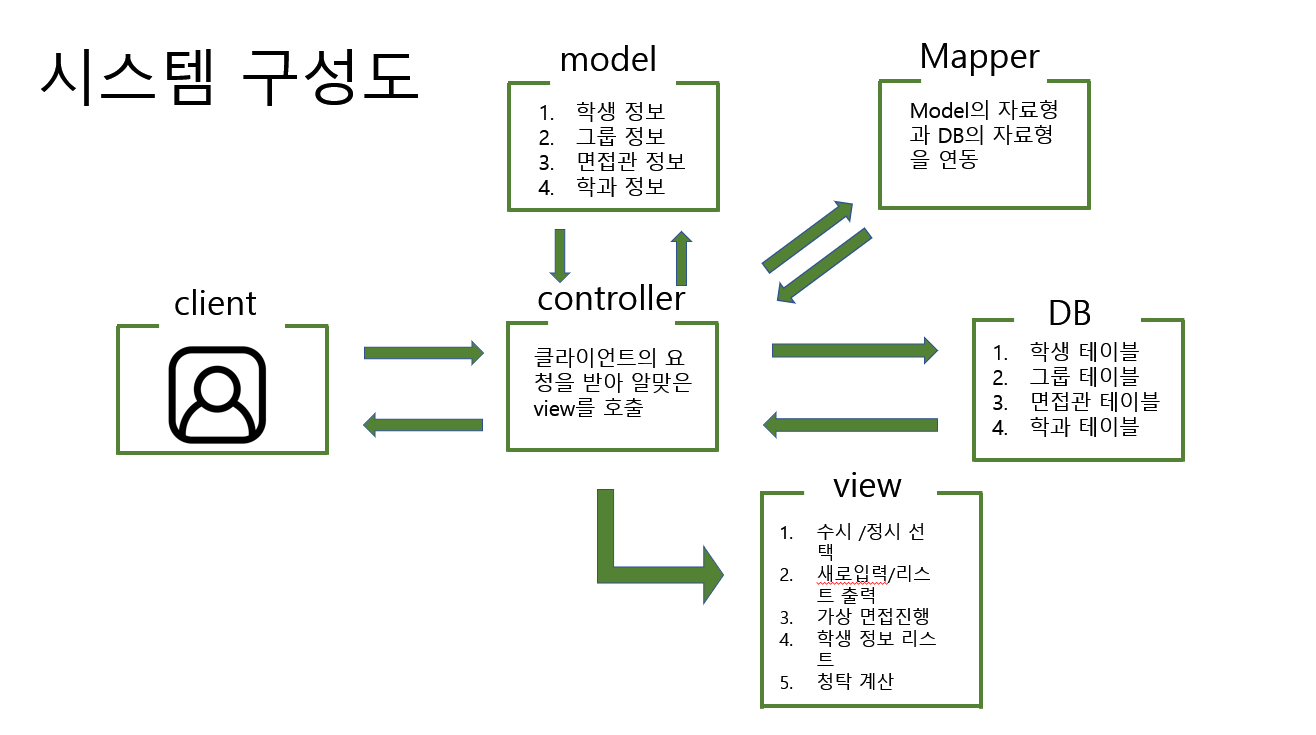 시스템 구성도
model
1. 학생 정보
2. 그룹 정보
3. 면접관 정보
4. 학과 정보
Mapper
Model의 자료형
과 DB의 자료형
을 연동
client
controller
클라이언트의 요
청을 받아 알맞은
view를 호출
DB
1. 학생 테이블
2. 그룹 테이블
3. 면접관 테이블
4. 학과 테이블
view
1. 수시 /정시 선
택
2. 새로입력/리스
트 출력
3. 가상 면접진행
4. 학생 정보 리스
트
5. 청탁 계산